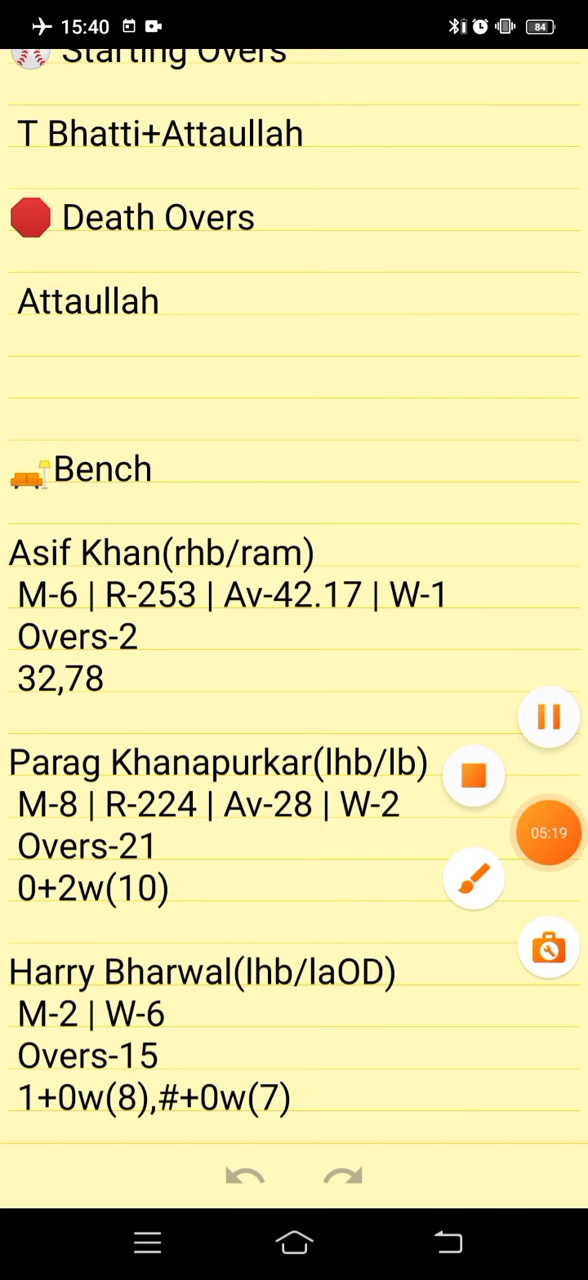 15:40
84
Starting Overs
T Bhatti+Attaullah
Death Overs
Attaullah
Bench
Asif Khan(rhb/ram)
M-6 | R-253 | Av-42.17 | W-1
Overs-2
32,78
Parag Khanapurkar(lhb/lb)
M-8 | R-224 | Av-28 | W-2
Overs-21
05:19
0+2w(10)
Harry Bharwal(lhb/laOD)
M-2 | W-6
Overs-15
1+0w(8),#+0w(7)